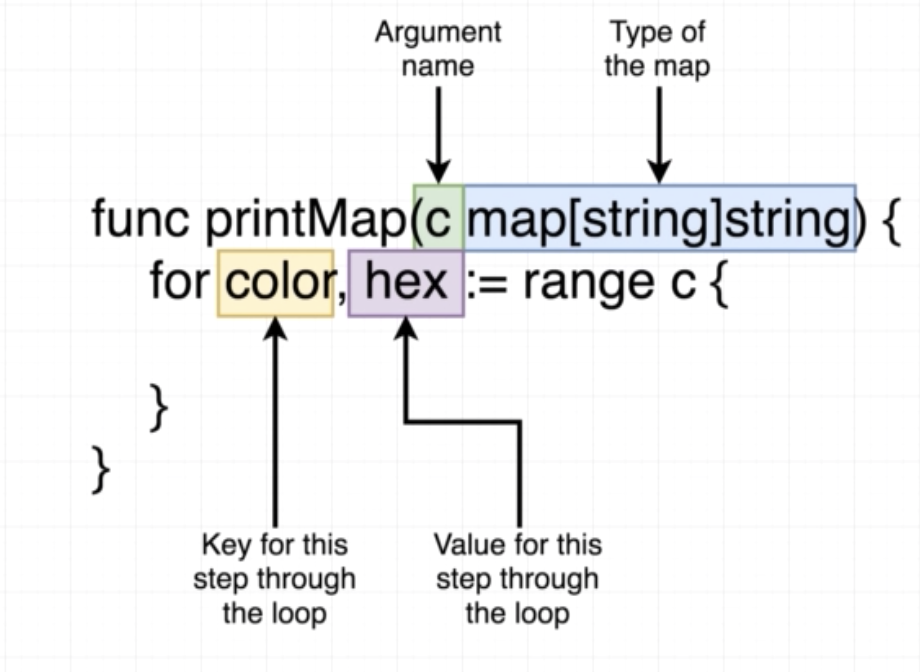 Argument
name
Type of
the map
func printMap(c map[string]string) {
for color, hex := range c {
}
}
Key for this
step through
the loop
Value for this
step through
the loop